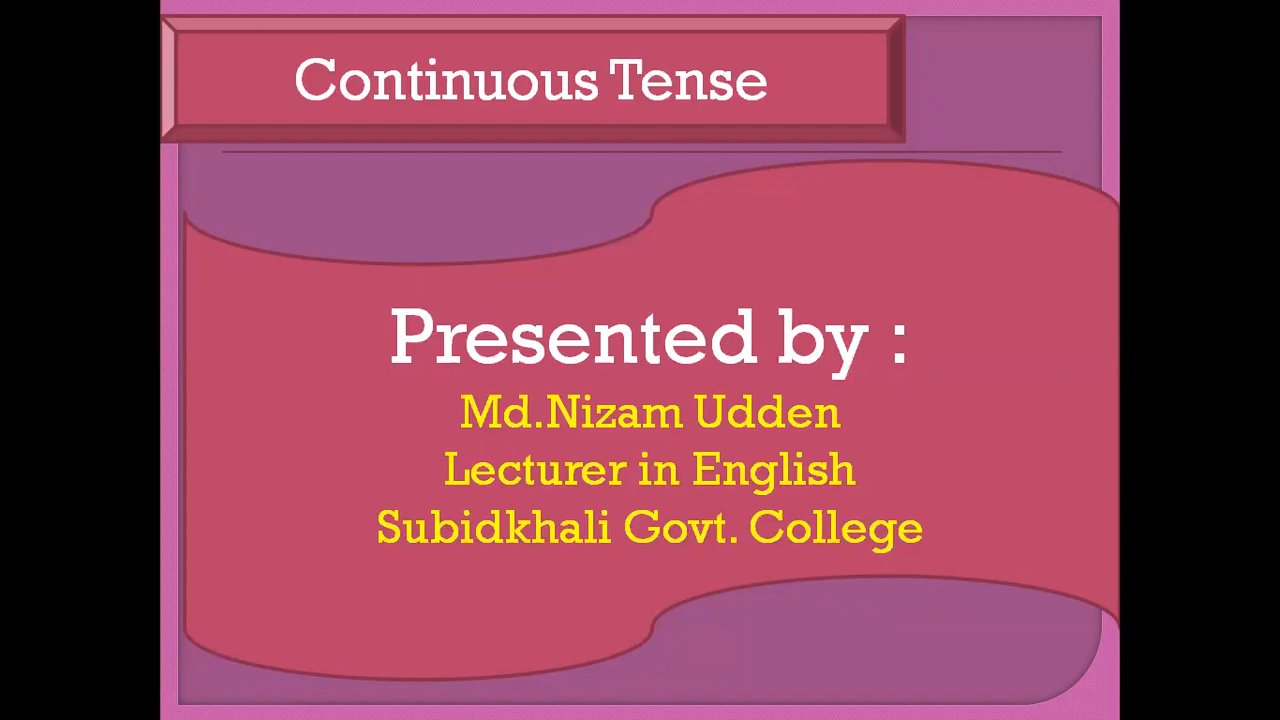 Continuous Tense
Presented by :
Md.Nizam Udden
Lecturer in English
Subidkhali Govt. College